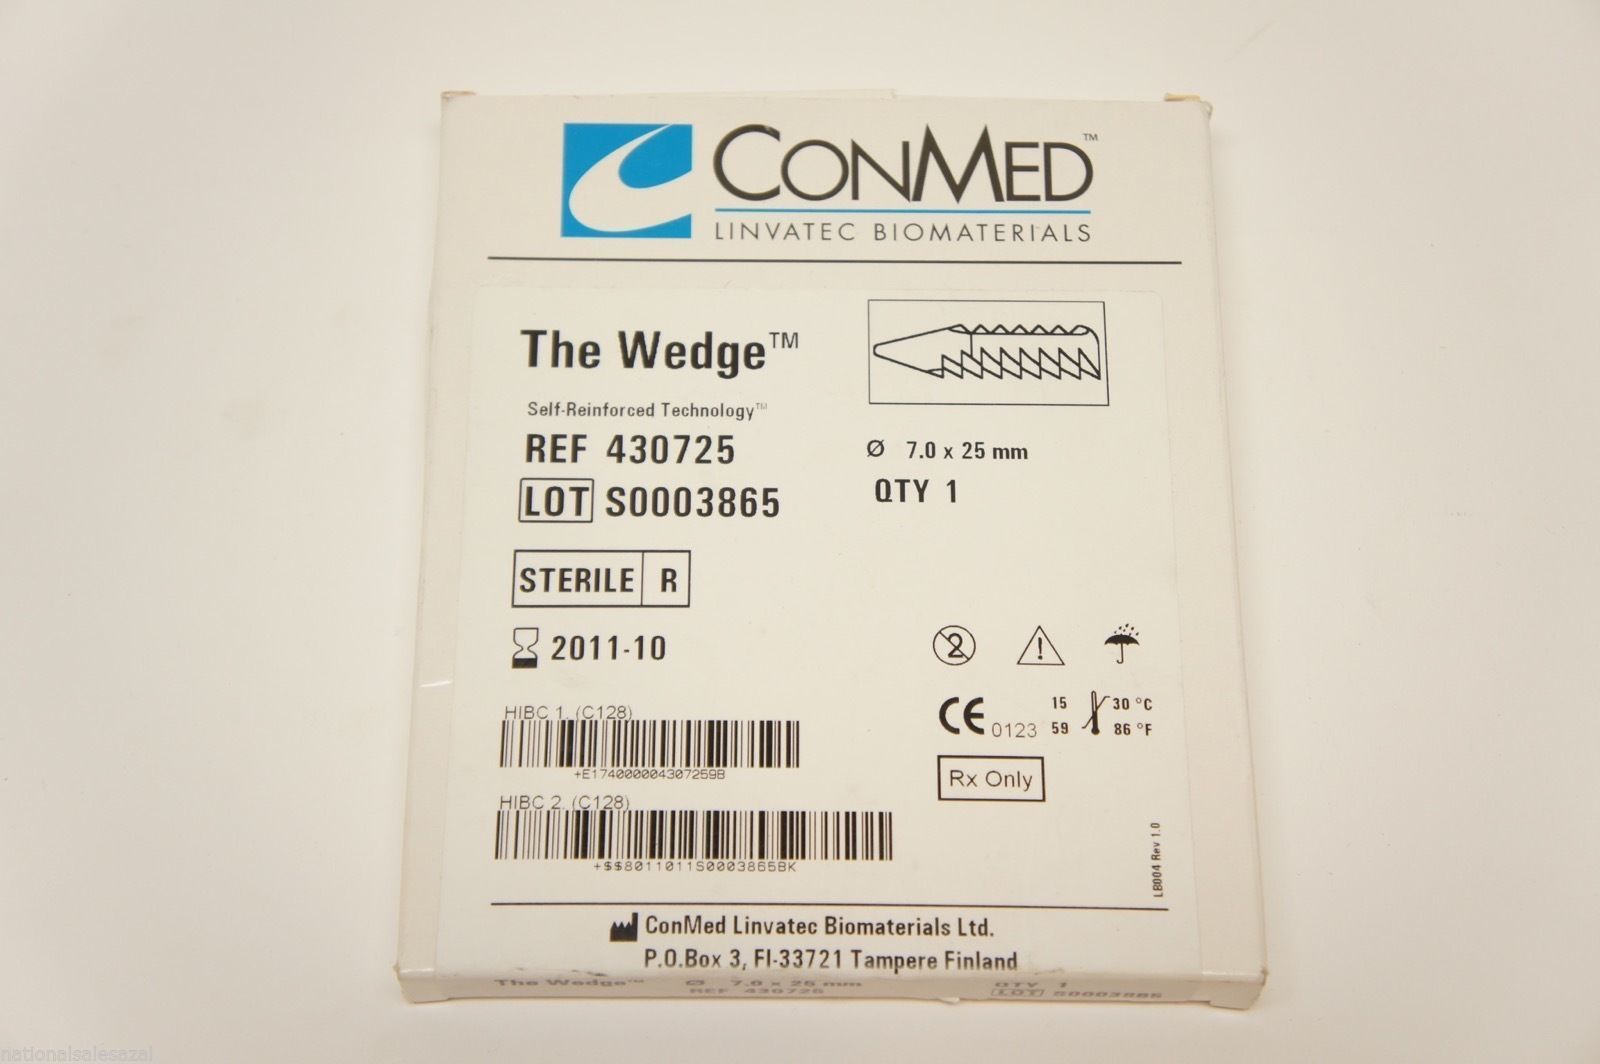 CONMED™
LINVATEC BIOMATERIALS
The Wedge™
Self-Reinforced Technology™
REF 430725
Ø 7.0 x 25 mm
LOT S0003865
QTY 1
STERILE R
2011-10
2
!
HIBC 1. (C128)
+E174000004307259B
CE 0123
15 30 °C
59 86 °F
Rx Only
HIBC 2. (C128)
+$$8011011S0003865BK
LB004 Rev 1.0
ConMed Linvatec Biomaterials Ltd.
P.O.Box 3, FI-33721 Tampere Finland
The Wedge™ Ø 7.0 x 25 mm QTY 1
REF 430725 LOT S0003865
nationalsalesazal